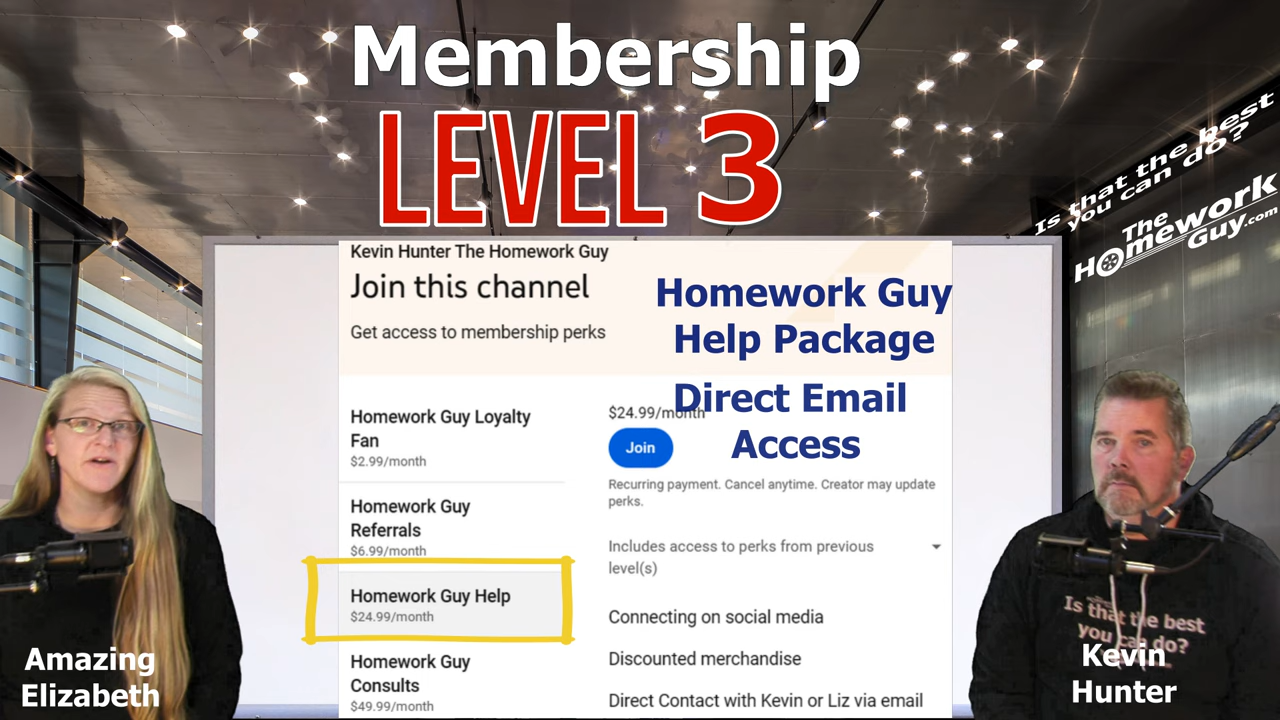 Membership
LEVEL 3
Is that the best
you can do?
The
Homework
Guy.com
Kevin Hunter The Homework Guy
Join this channel
Get access to membership perks
Homework Guy
Help Package
Direct Email
Access
Homework Guy Loyalty
Fan
$2.99/month
Homework Guy
Referrals
$6.99/month
Homework Guy Help
$24.99/month
Homework Guy
Consults
$49.99/month
$24.99/month
Join
Recurring payment. Cancel anytime. Creator may update
perks.
Includes access to perks from previous
level(s)
Connecting on social media
Discounted merchandise
Direct Contact with Kevin or Liz via email
Amazing
Elizabeth
Is that the best
you can do?
Kevin
Hunter